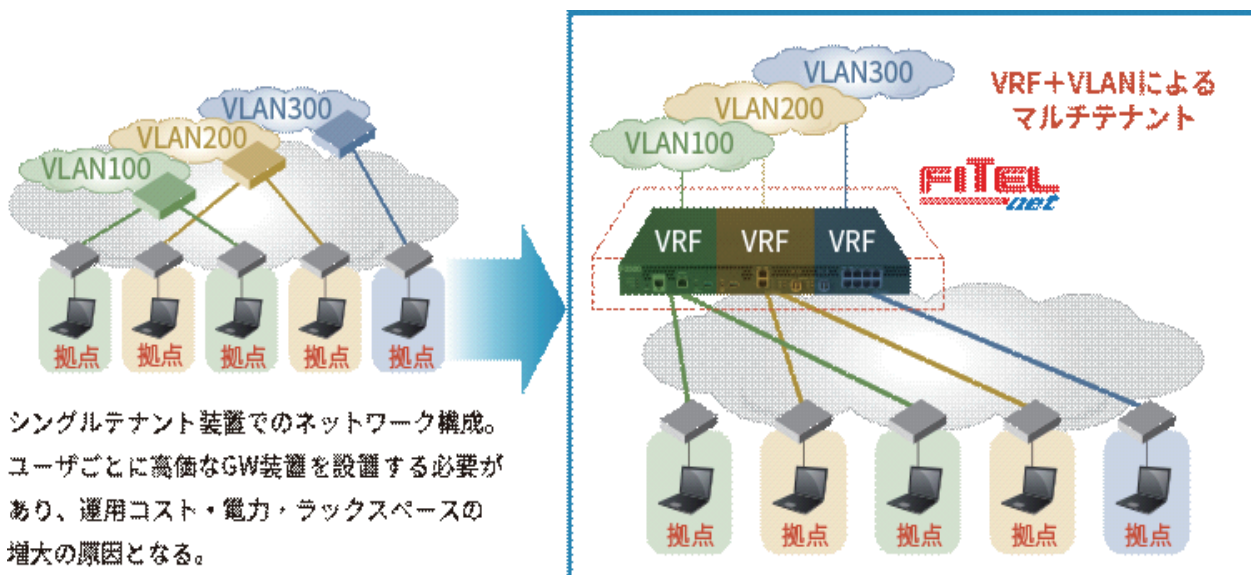 VLAN300
VLAN200
VLAN100
拠点 拠点 拠点 拠点 拠点
シングルテナント装置でのネットワーク構成。
ユーザごとに高価なGW装置を設置する必要が
あり、運用コスト・電力・ラックスペースの
増大の原因となる。
VLAN300
VLAN200
VLAN100
VRF+VLANによる
マルチテナント
FITEL
net
VRF VRF VRF
拠点 拠点 拠点 拠点 拠点